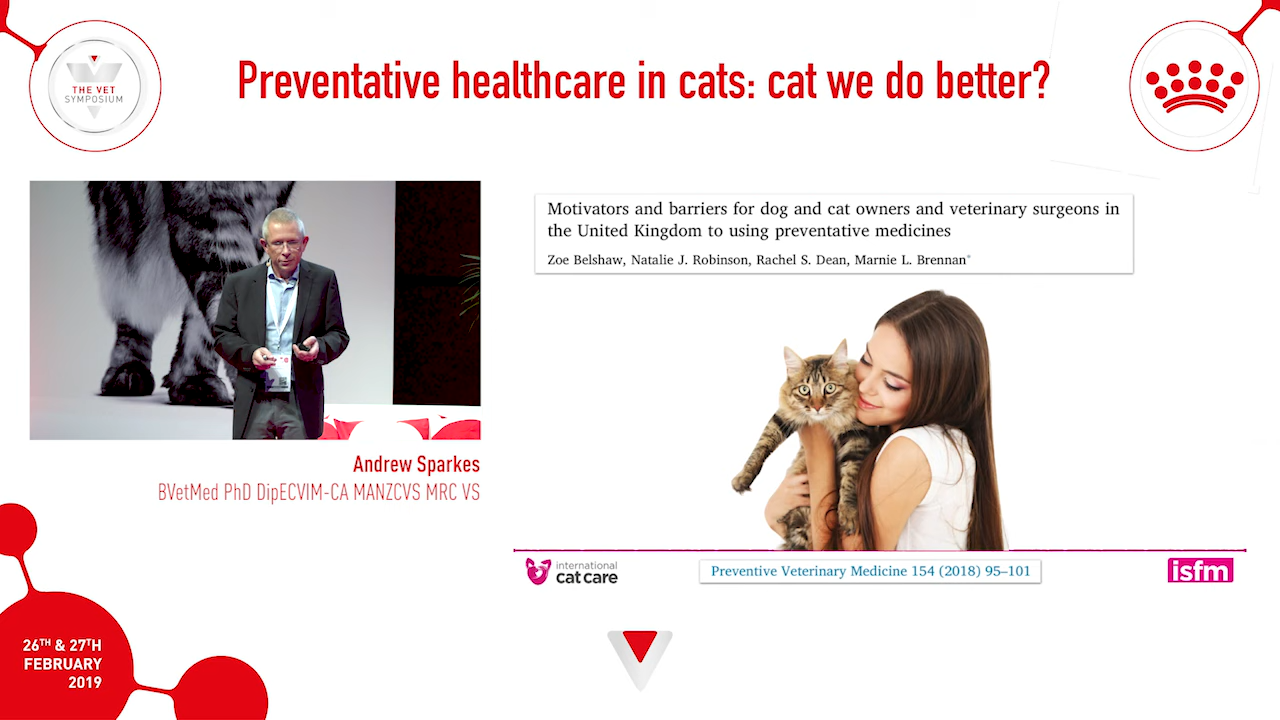 THE VET
SYMPOSIUM
Preventative healthcare in cats: cat we do better?
Andrew Sparkes
BVetMed PhD DipECVIM-CA MANZCVS MRC VS
Motivators and barriers for dog and cat owners and veterinary surgeons in
the United Kingdom to using preventative medicines
Zoe Belshaw, Natalie J. Robinson, Rachel S. Dean, Marnie L. Brennan*
international
cat care
Preventive Veterinary Medicine 154 (2018) 95–101
isfm
26TH & 27TH
FEBRUARY
2019